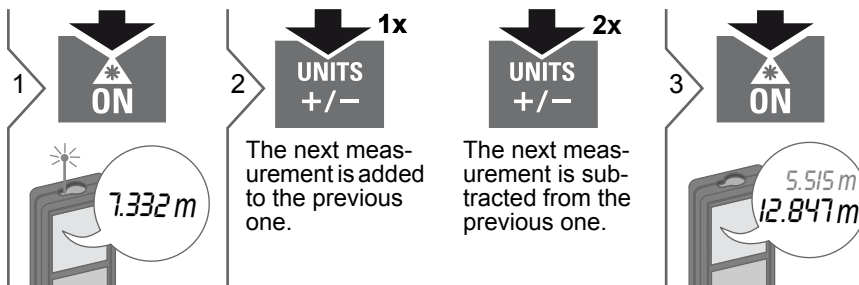 1
ON
7.332 m
2
1x
UNITS
+/−
The next meas-
urement is added
to the previous
one.
2x
UNITS
+/−
The next meas-
urement is sub-
tracted from the
previous one.
3
ON
5.515 m
12.847 m